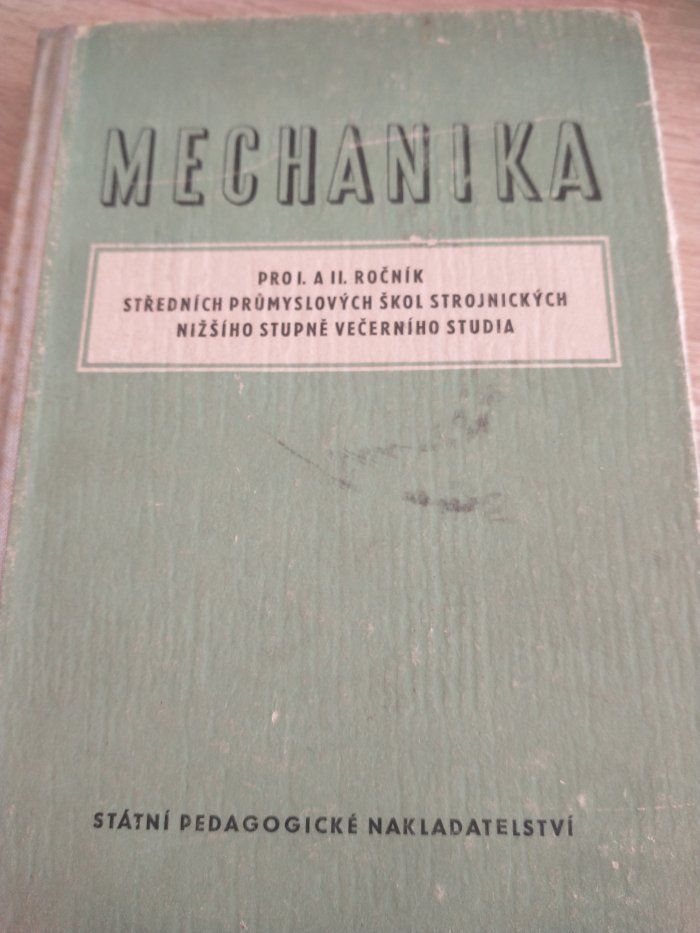 MECHANIKA
PRO I. A II. ROČNÍK
STŘEDNÍCH PRŮMYSLOVÝCH ŠKOL STROJNICKÝCH
NIŽŠÍHO STUPNĚ VEČERNÍHO STUDIA
STÁTNÍ PEDAGOGICKÉ NAKLADATELSTVÍ